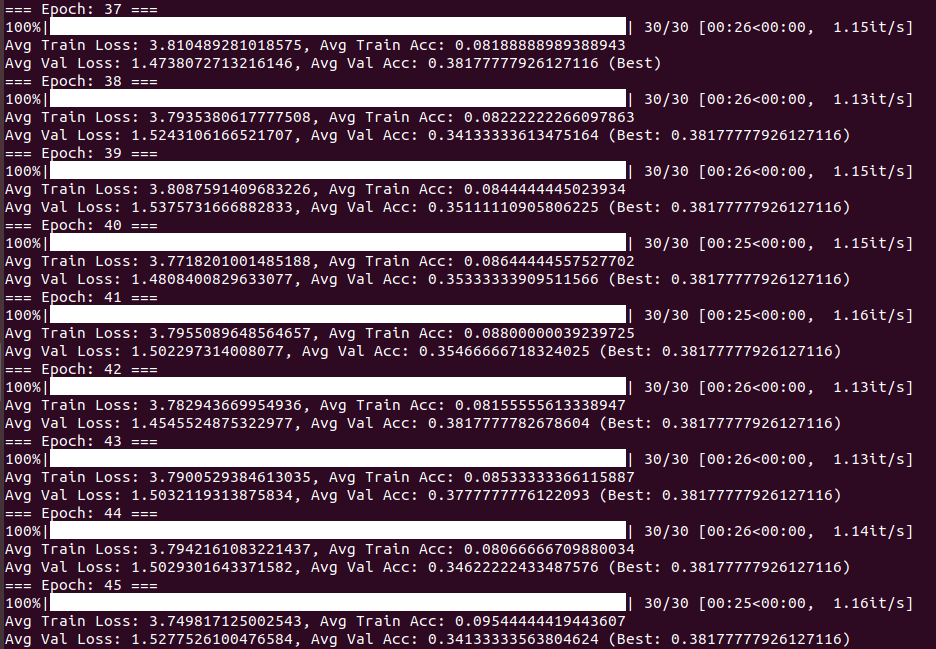 === Epoch: 37 ===
100%| | 30/30 [00:26<00:00, 1.15it/s]
Avg Train Loss: 3.810489281018575, Avg Train Acc: 0.08188888989388943
Avg Val Loss: 1.4738072713216146, Avg Val Acc: 0.38177777926127116 (Best)
=== Epoch: 38 ===
100%| | 30/30 [00:26<00:00, 1.13it/s]
Avg Train Loss: 3.7935380617777508, Avg Train Acc: 0.08222222266097863
Avg Val Loss: 1.5243106166521707, Avg Val Acc: 0.34133333613475164 (Best: 0.38177777926127116)
=== Epoch: 39 ===
100%| | 30/30 [00:26<00:00, 1.15it/s]
Avg Train Loss: 3.8087591409683226, Avg Train Acc: 0.0844444445023934
Avg Val Loss: 1.5375731666882833, Avg Val Acc: 0.35111110905806225 (Best: 0.38177777926127116)
=== Epoch: 40 ===
100%| | 30/30 [00:25<00:00, 1.15it/s]
Avg Train Loss: 3.7718201001485188, Avg Train Acc: 0.08644444557527702
Avg Val Loss: 1.4808400829633077, Avg Val Acc: 0.35333333909511566 (Best: 0.38177777926127116)
=== Epoch: 41 ===
100%| | 30/30 [00:25<00:00, 1.16it/s]
Avg Train Loss: 3.7955089648564657, Avg Train Acc: 0.08800000039239725
Avg Val Loss: 1.502297314008077, Avg Val Acc: 0.35466666718324025 (Best: 0.38177777926127116)
=== Epoch: 42 ===
100%| | 30/30 [00:26<00:00, 1.13it/s]
Avg Train Loss: 3.782943669954936, Avg Train Acc: 0.08155555613338947
Avg Val Loss: 1.4545524875322977, Avg Val Acc: 0.3817777782678604 (Best: 0.38177777926127116)
=== Epoch: 43 ===
100%| | 30/30 [00:26<00:00, 1.13it/s]
Avg Train Loss: 3.7900529384613035, Avg Train Acc: 0.08533333366115887
Avg Val Loss: 1.5032119313875834, Avg Val Acc: 0.3777777776122093 (Best: 0.38177777926127116)
=== Epoch: 44 ===
100%| | 30/30 [00:26<00:00, 1.14it/s]
Avg Train Loss: 3.7942161083221437, Avg Train Acc: 0.08066666709880034
Avg Val Loss: 1.5029301643371582, Avg Val Acc: 0.34622222433487576 (Best: 0.38177777926127116)
=== Epoch: 45 ===
100%| | 30/30 [00:25<00:00, 1.16it/s]
Avg Train Loss: 3.749817125002543, Avg Train Acc: 0.09544444419443607
Avg Val Loss: 1.5277526100476584, Avg Val Acc: 0.34133333563804624 (Best: 0.38177777926127116)